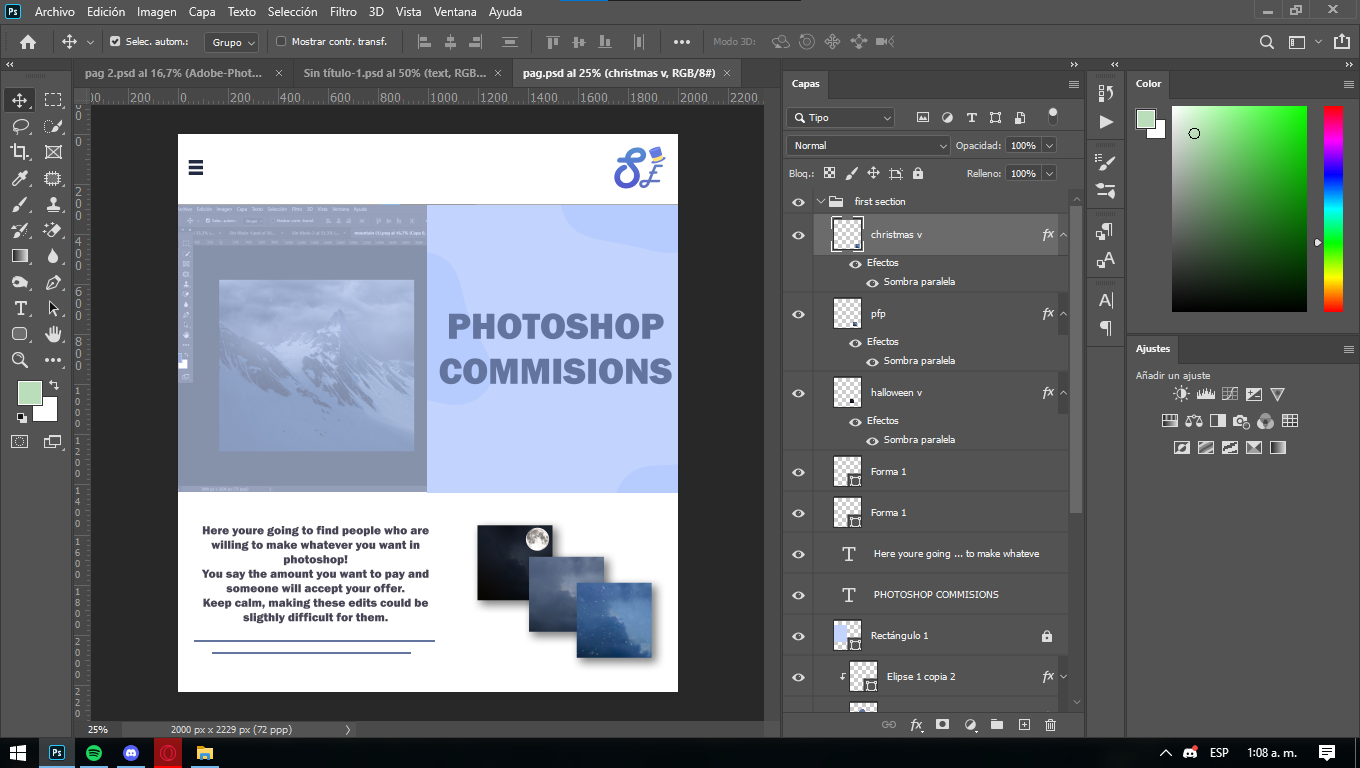 Archivo Edición Imagen Capa Texto Selección Filtro 3D Vista Ventana Ayuda
Selec. autom.: Grupo Mostrar contr. transf. Modo 3D:
pag 2.psd al 16,7% (Adobe-Phot... × Sin título-1.psd al 50% (text, RGB... × pag.psd al 25% (christmas v, RGB/8#) ×
200 0 200 400 600 800 1000 1200 1400 1600 1800 2000 2200
PHOTOSHOP
COMMISIONS
Here youre going to find people who are
willing to make whatever you want in
photoshop!
You say the amount you want to pay and
someone will accept your offer.
Keep calm, making these edits could be
sligthly difficult for them.
25% 2000 px x 2229 px (72 ppp)
Capas
Tipo
Normal Opacidad: 100%
Bloq.: Relleno: 100%
first section
christmas v fx
Efectos
Sombra paralela
pfp fx
Efectos
Sombra paralela
halloween v fx
Efectos
Sombra paralela
Forma 1
Forma 1
Here youre going ... to make whateve
PHOTOSHOP COMMISIONS
Rectángulo 1
Elipse 1 copia 2 fx
Color
Ajustes
Añadir un ajuste
ESP 1:08 a. m.